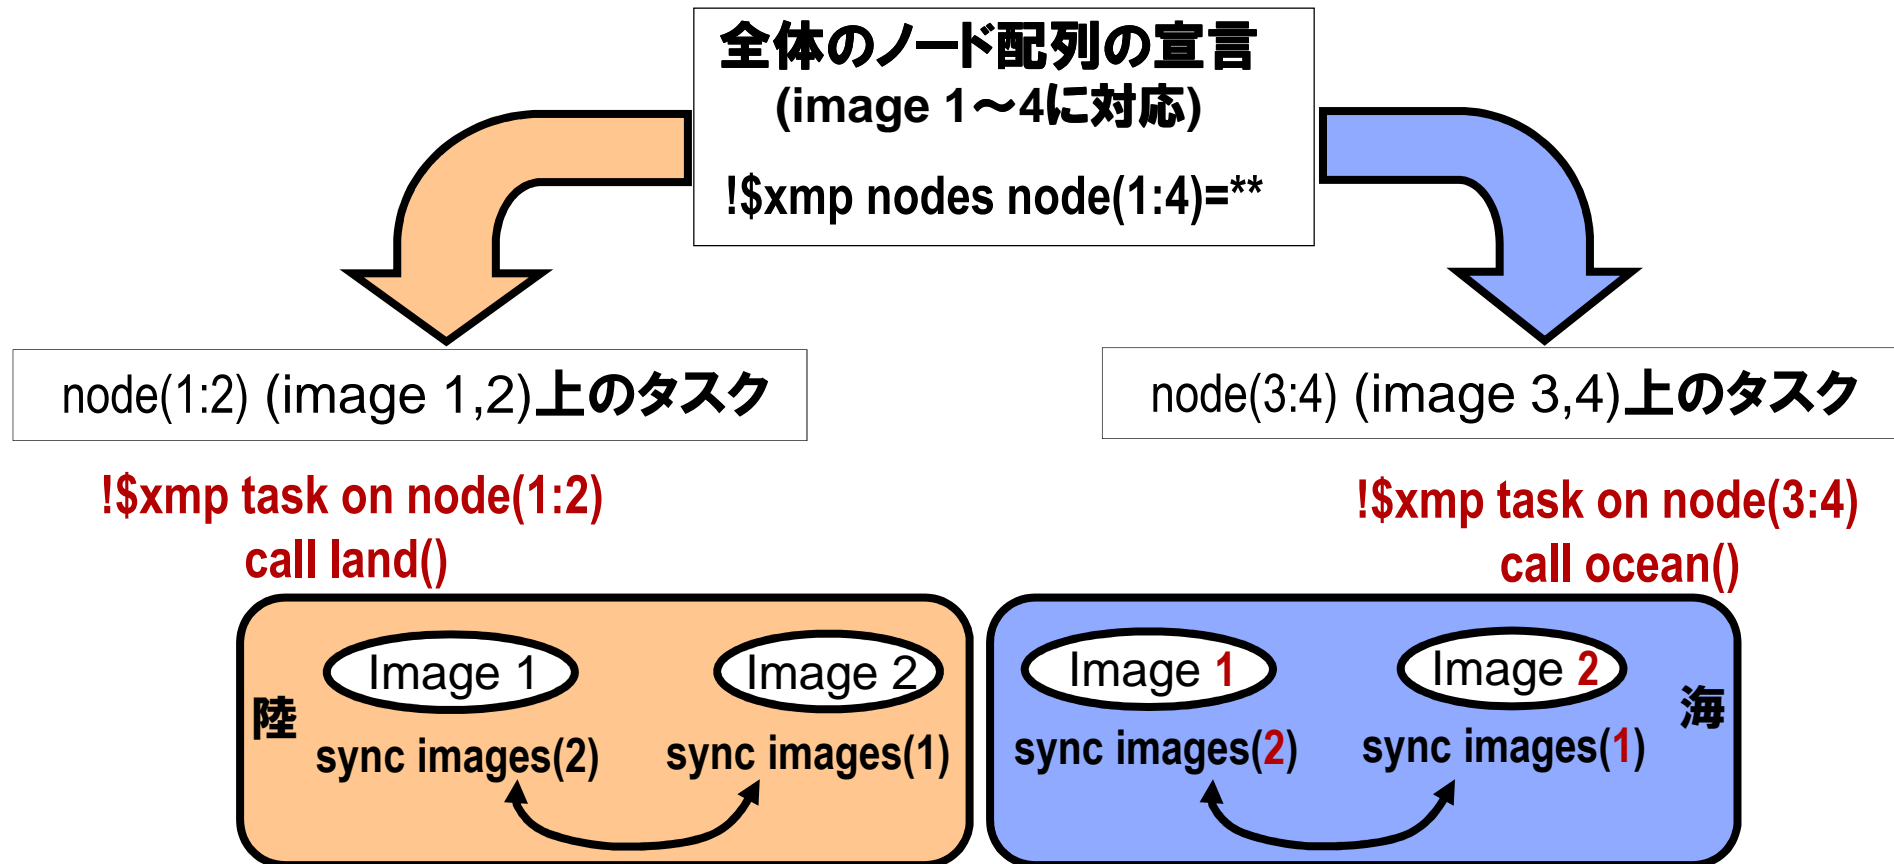 全体のノード配列の宣言
(image 1～4に対応)
!$xmp nodes node(1:4)=**
node(1:2) (image 1,2)上のタスク
node(3:4) (image 3,4)上のタスク
!$xmp task on node(1:2)
call land()
!$xmp task on node(3:4)
call ocean()
陸
Image 1
Image 2
sync images(2)
sync images(1)
Image 1
Image 2
海
sync images(2)
sync images(1)